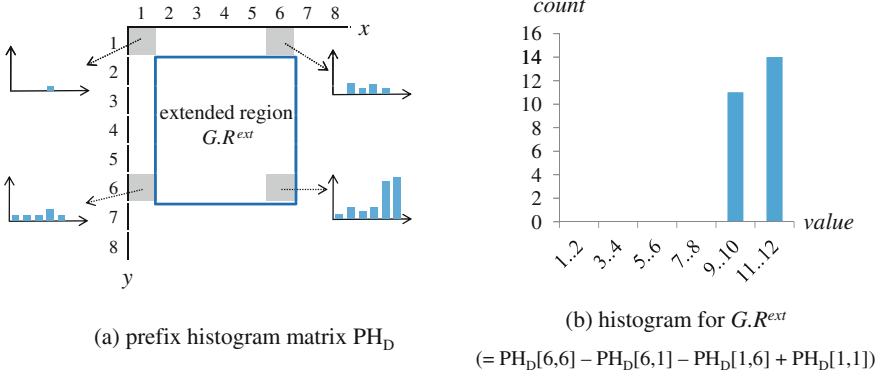 1 2 3 4 5 6 7 8 x
1
2
3
4
5
6
7
8
y
extended region
G.R^ext
(a) prefix histogram matrix PH_D
count
16
14
12
10
8
6
4
2
0
value
1..2 3..4 5..6 7..8 9..10 11..12
(b) histogram for G.R^ext
(= PH_D[6,6] − PH_D[6,1] − PH_D[1,6] + PH_D[1,1])